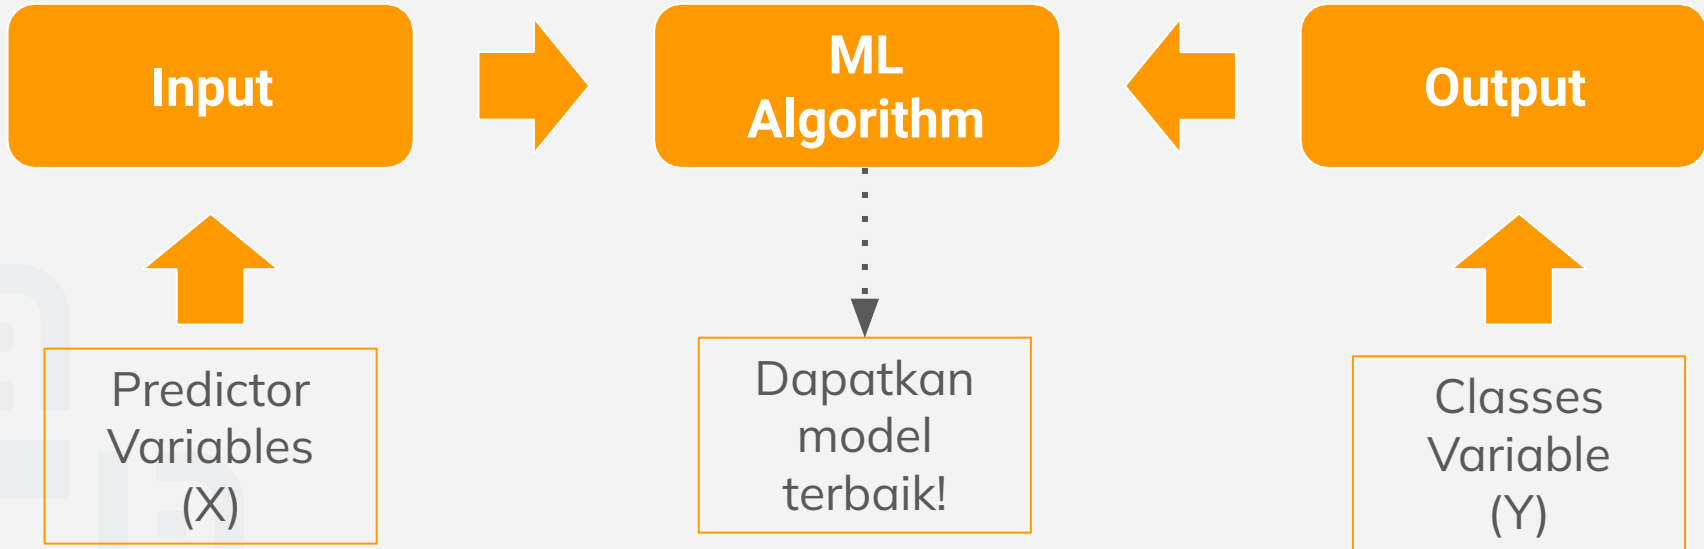 Input
ML
Algorithm
Output
Predictor
Variables
(X)
Dapatkan
model
terbaik!
Classes
Variable
(Y)